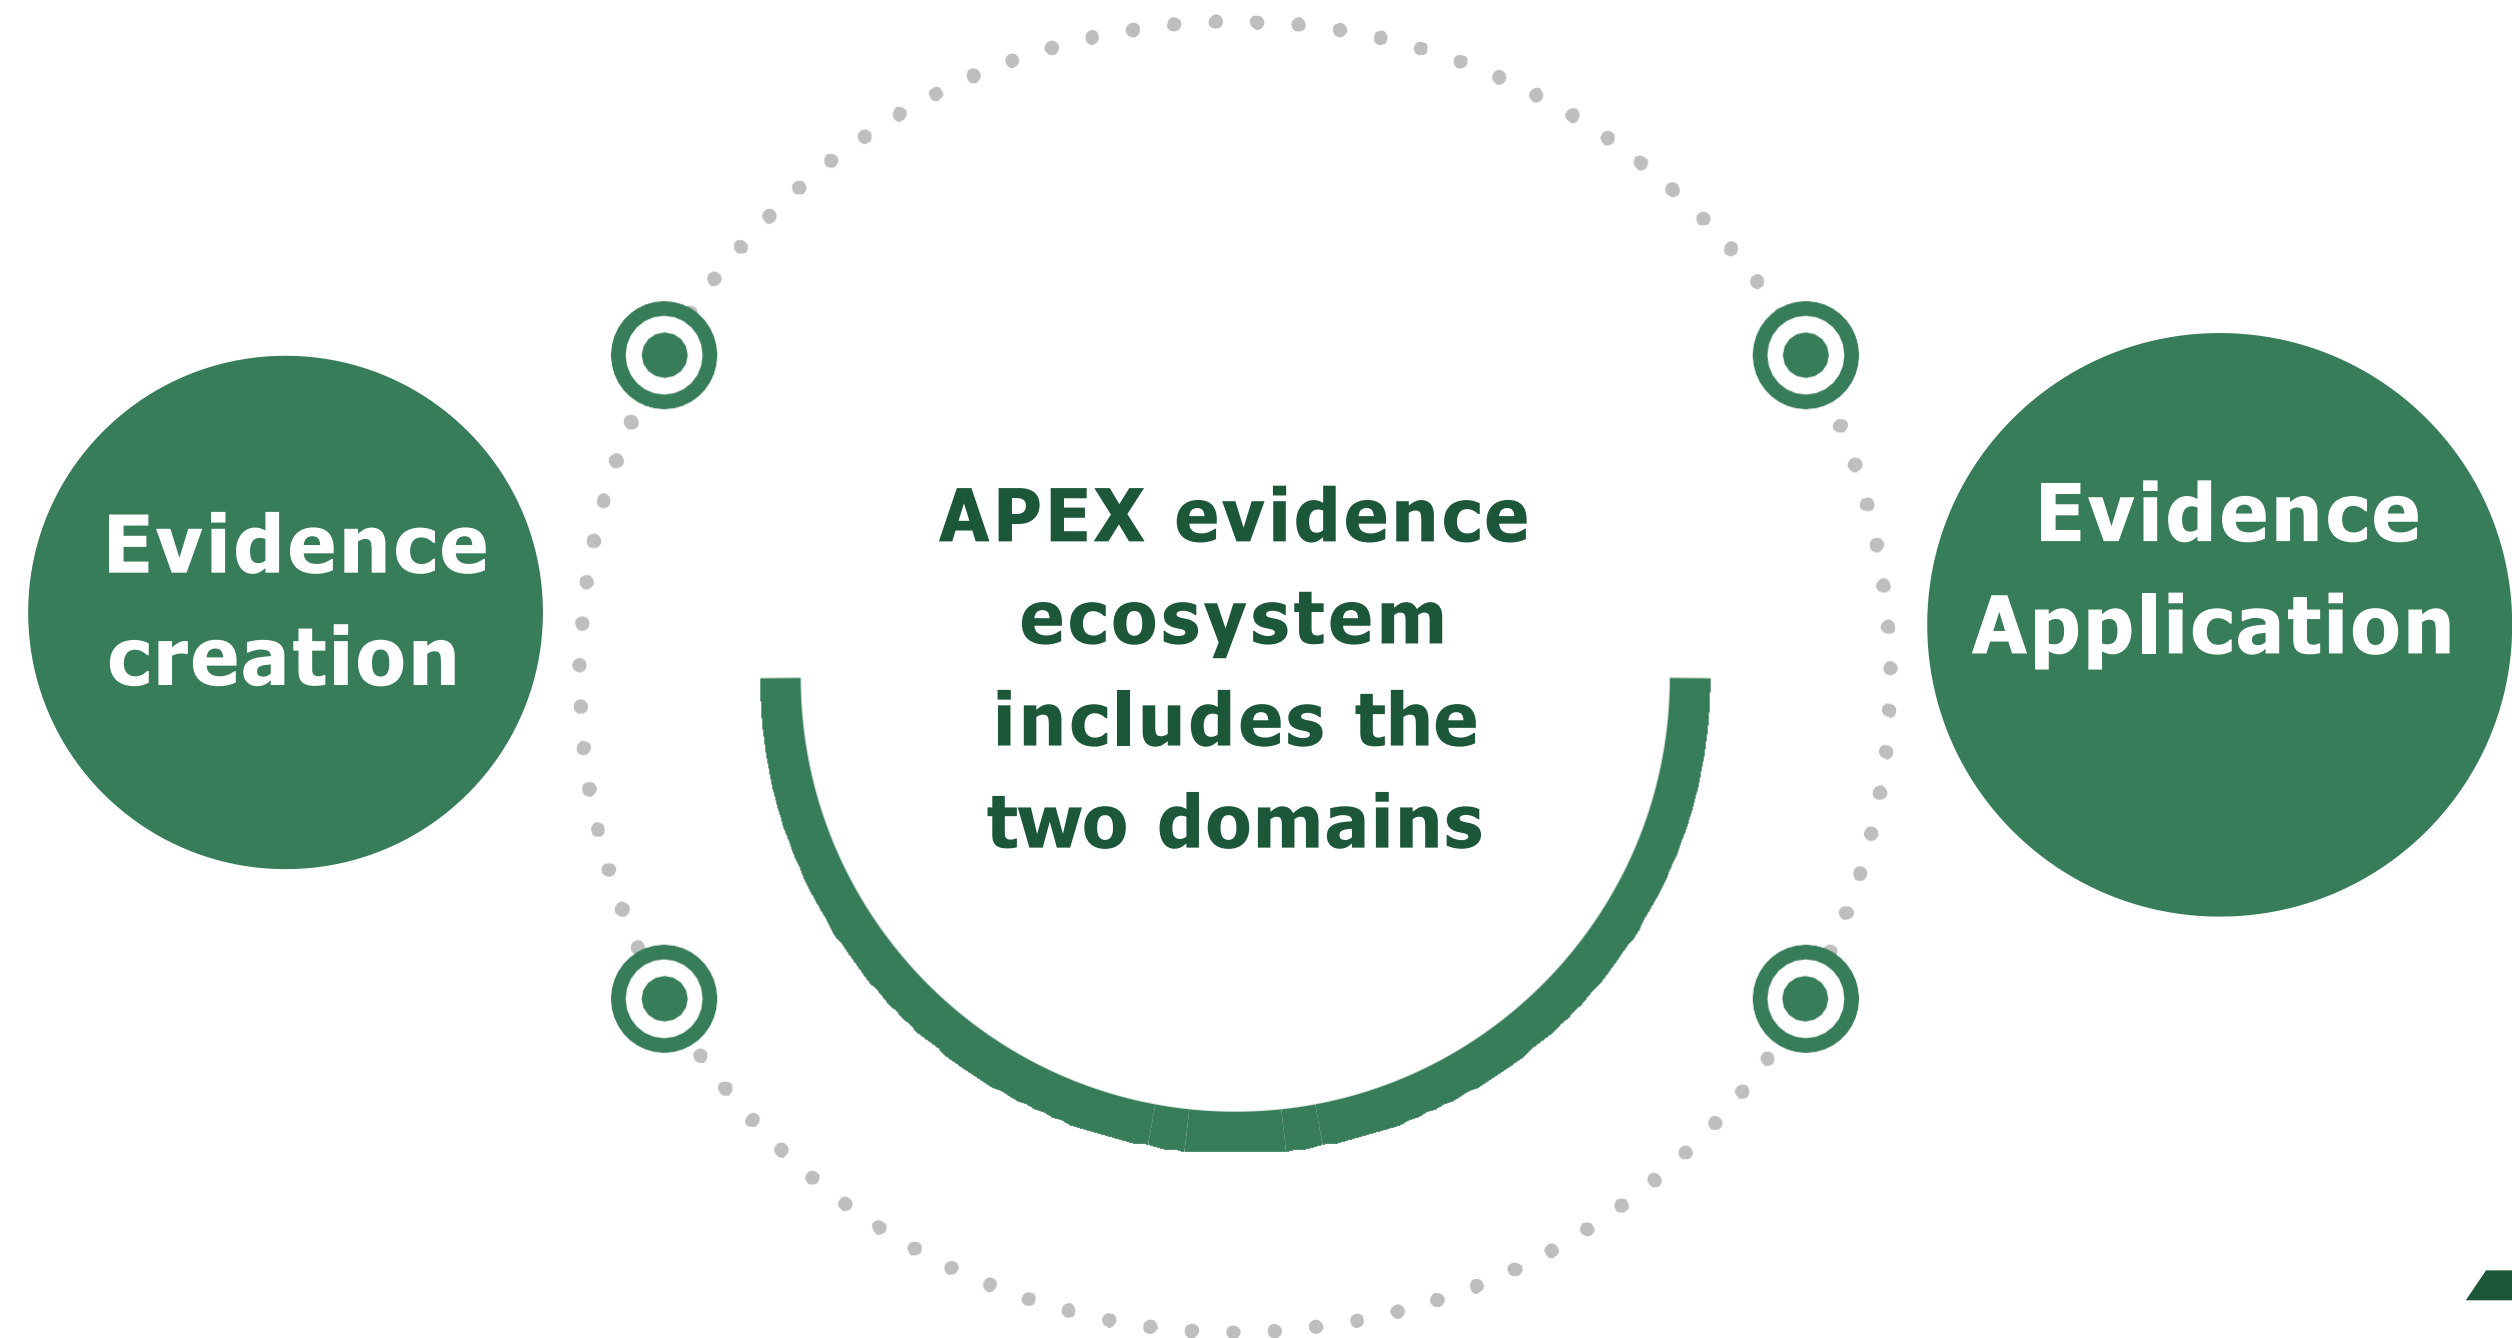 Evidence
creation
APEX evidence
ecosystem
includes the
two domains
Evidence
Application